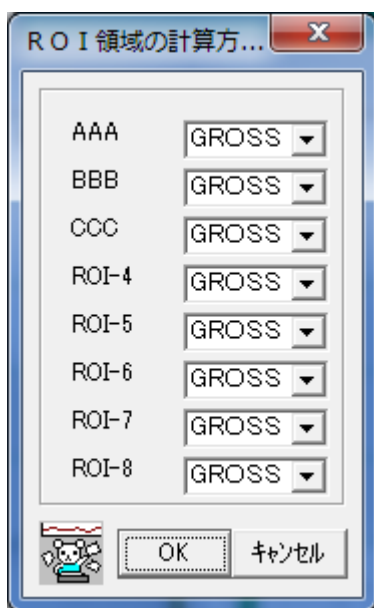 ＲＯＩ領域の計算方...
AAA GROSS
BBB GROSS
CCC GROSS
ROI-4 GROSS
ROI-5 GROSS
ROI-6 GROSS
ROI-7 GROSS
ROI-8 GROSS
OK ｷｬﾝｾﾙ